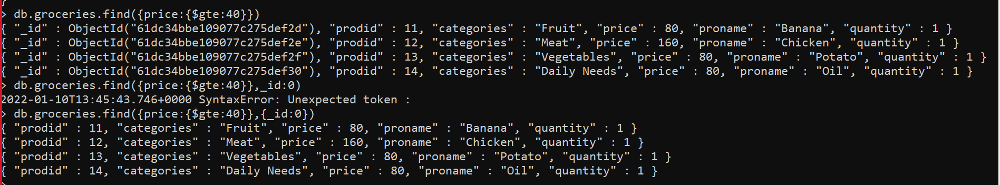 }
> db.groceries.find({price:{$gte:40}})
{ "_id" : ObjectId("61dc34bbe109077c275def2d"), "prodid" : 11, "categories" : "Fruit", "price" : 80, "proname" : "Banana", "quantity" : 1 }
{ "_id" : ObjectId("61dc34bbe109077c275def2e"), "prodid" : 12, "categories" : "Meat", "price" : 160, "proname" : "Chicken", "quantity" : 1 }
{ "_id" : ObjectId("61dc34bbe109077c275def2f"), "prodid" : 13, "categories" : "Vegetables", "price" : 80, "proname" : "Potato", "quantity" : 1 }
{ "_id" : ObjectId("61dc34bbe109077c275def30"), "prodid" : 14, "categories" : "Daily Needs", "price" : 80, "proname" : "Oil", "quantity" : 1 }
> db.groceries.find({price:{$gte:40}},_id:0)
2022-01-10T13:45:43.746+0000 SyntaxError: Unexpected token :
> db.groceries.find({price:{$gte:40}},{_id:0})
{ "prodid" : 11, "categories" : "Fruit", "price" : 80, "proname" : "Banana", "quantity" : 1 }
{ "prodid" : 12, "categories" : "Meat", "price" : 160, "proname" : "Chicken", "quantity" : 1 }
{ "prodid" : 13, "categories" : "Vegetables", "price" : 80, "proname" : "Potato", "quantity" : 1 }
{ "prodid" : 14, "categories" : "Daily Needs", "price" : 80, "proname" : "Oil", "quantity" : 1 }